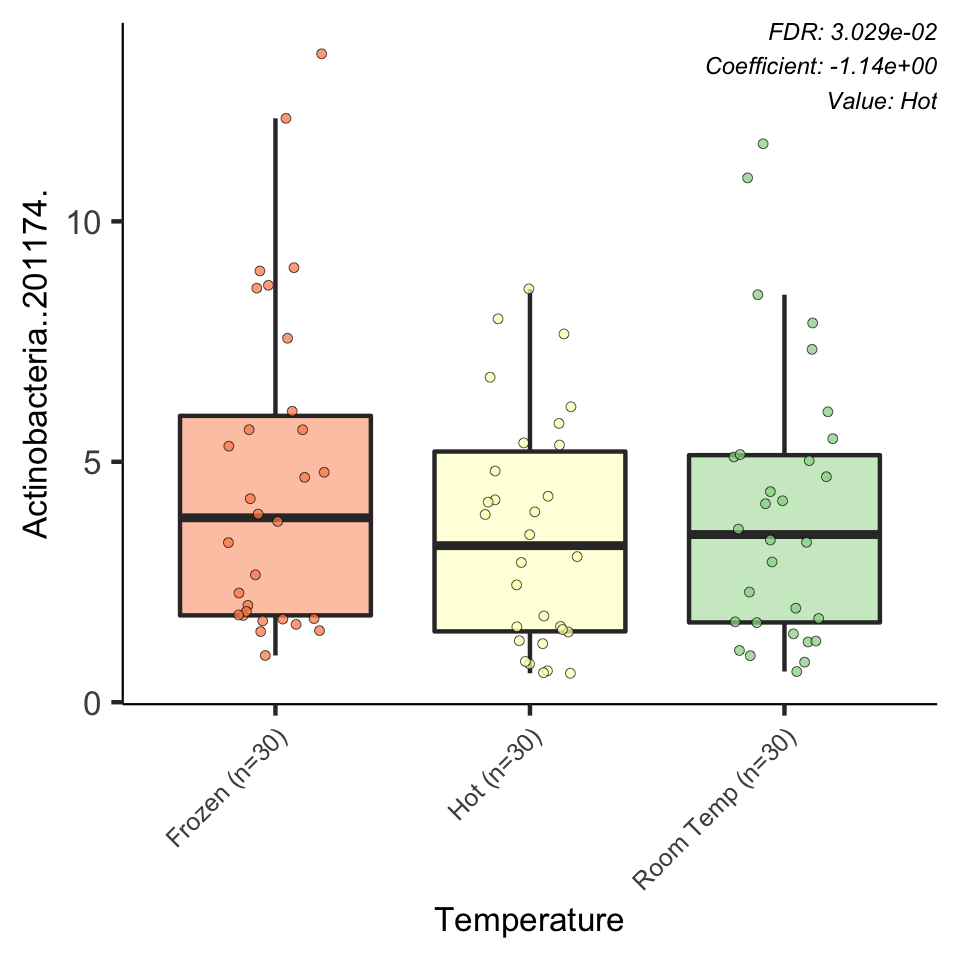 FDR: 3.029e-02
Coefficient: -1.14e+00
Value: Hot
Actinobacteria..201174.
10
5
0
Frozen (n=30)
Hot (n=30)
Room Temp (n=30)
Temperature